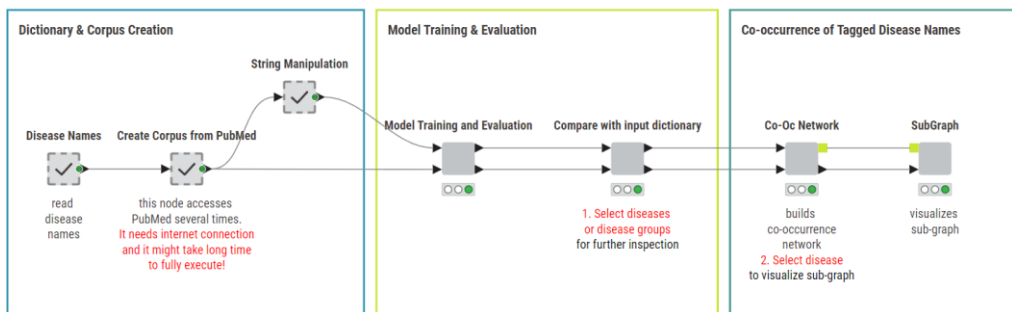 Dictionary & Corpus Creation
String Manipulation
Disease Names
Create Corpus from PubMed
read
disease
names
this node accesses
PubMed several times.
It needs internet connection
and it might take long time
to fully execute!
Model Training & Evaluation
Model Training and Evaluation
Compare with input dictionary
1. Select diseases
or disease groups
for further inspection
Co-occurrence of Tagged Disease Names
Co-Oc Network
SubGraph
builds
co-occurrence
network
2. Select disease
to visualize sub-graph
visualizes
sub-graph